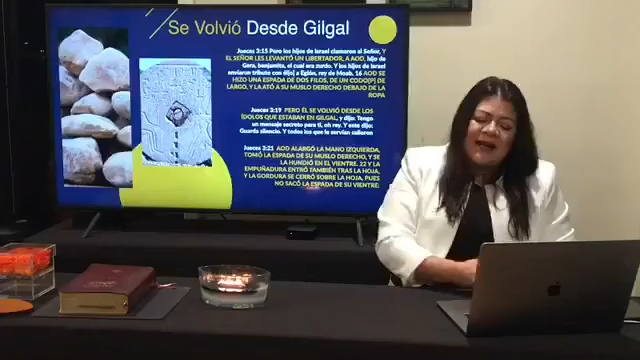 Se Volvió Desde Gilgal
Jueces 3:15 Pero los hijos de Israel clamaron al Señor, Y
EL SEÑOR LES LEVANTÓ UN LIBERTADOR, A AOD, hijo de
Gera, benjamita, el cual era zurdo. Y los hijos de Israel
enviaron tributo con él[o] a Eglón, rey de Moab. 16 AOD SE
HIZO UNA ESPADA DE DOS FILOS, DE UN CODO[P] DE
LARGO, Y LA ATÓ A SU MUSLO DERECHO DEBAJO DE LA
ROPA
Jueces 3:19 PERO ÉL SE VOLVIÓ DESDE LOS
ÍDOLOS QUE ESTABAN EN GILGAL, y dijo: Tengo
un mensaje secreto para ti, oh rey. Y este dijo:
Guarda silencio. Y todos los que le servían salieron
Jueces 3:21 AOD ALARGÓ LA MANO IZQUIERDA,
TOMÓ LA ESPADA DE SU MUSLO DERECHO, Y SE
LA HUNDIÓ EN EL VIENTRE. 22 Y LA
EMPUÑADURA ENTRÓ TAMBIÉN TRAS LA HOJA,
Y LA GORDURA SE CERRÓ SOBRE LA HOJA, PUES
NO SACÓ LA ESPADA DE SU VIENTRE;